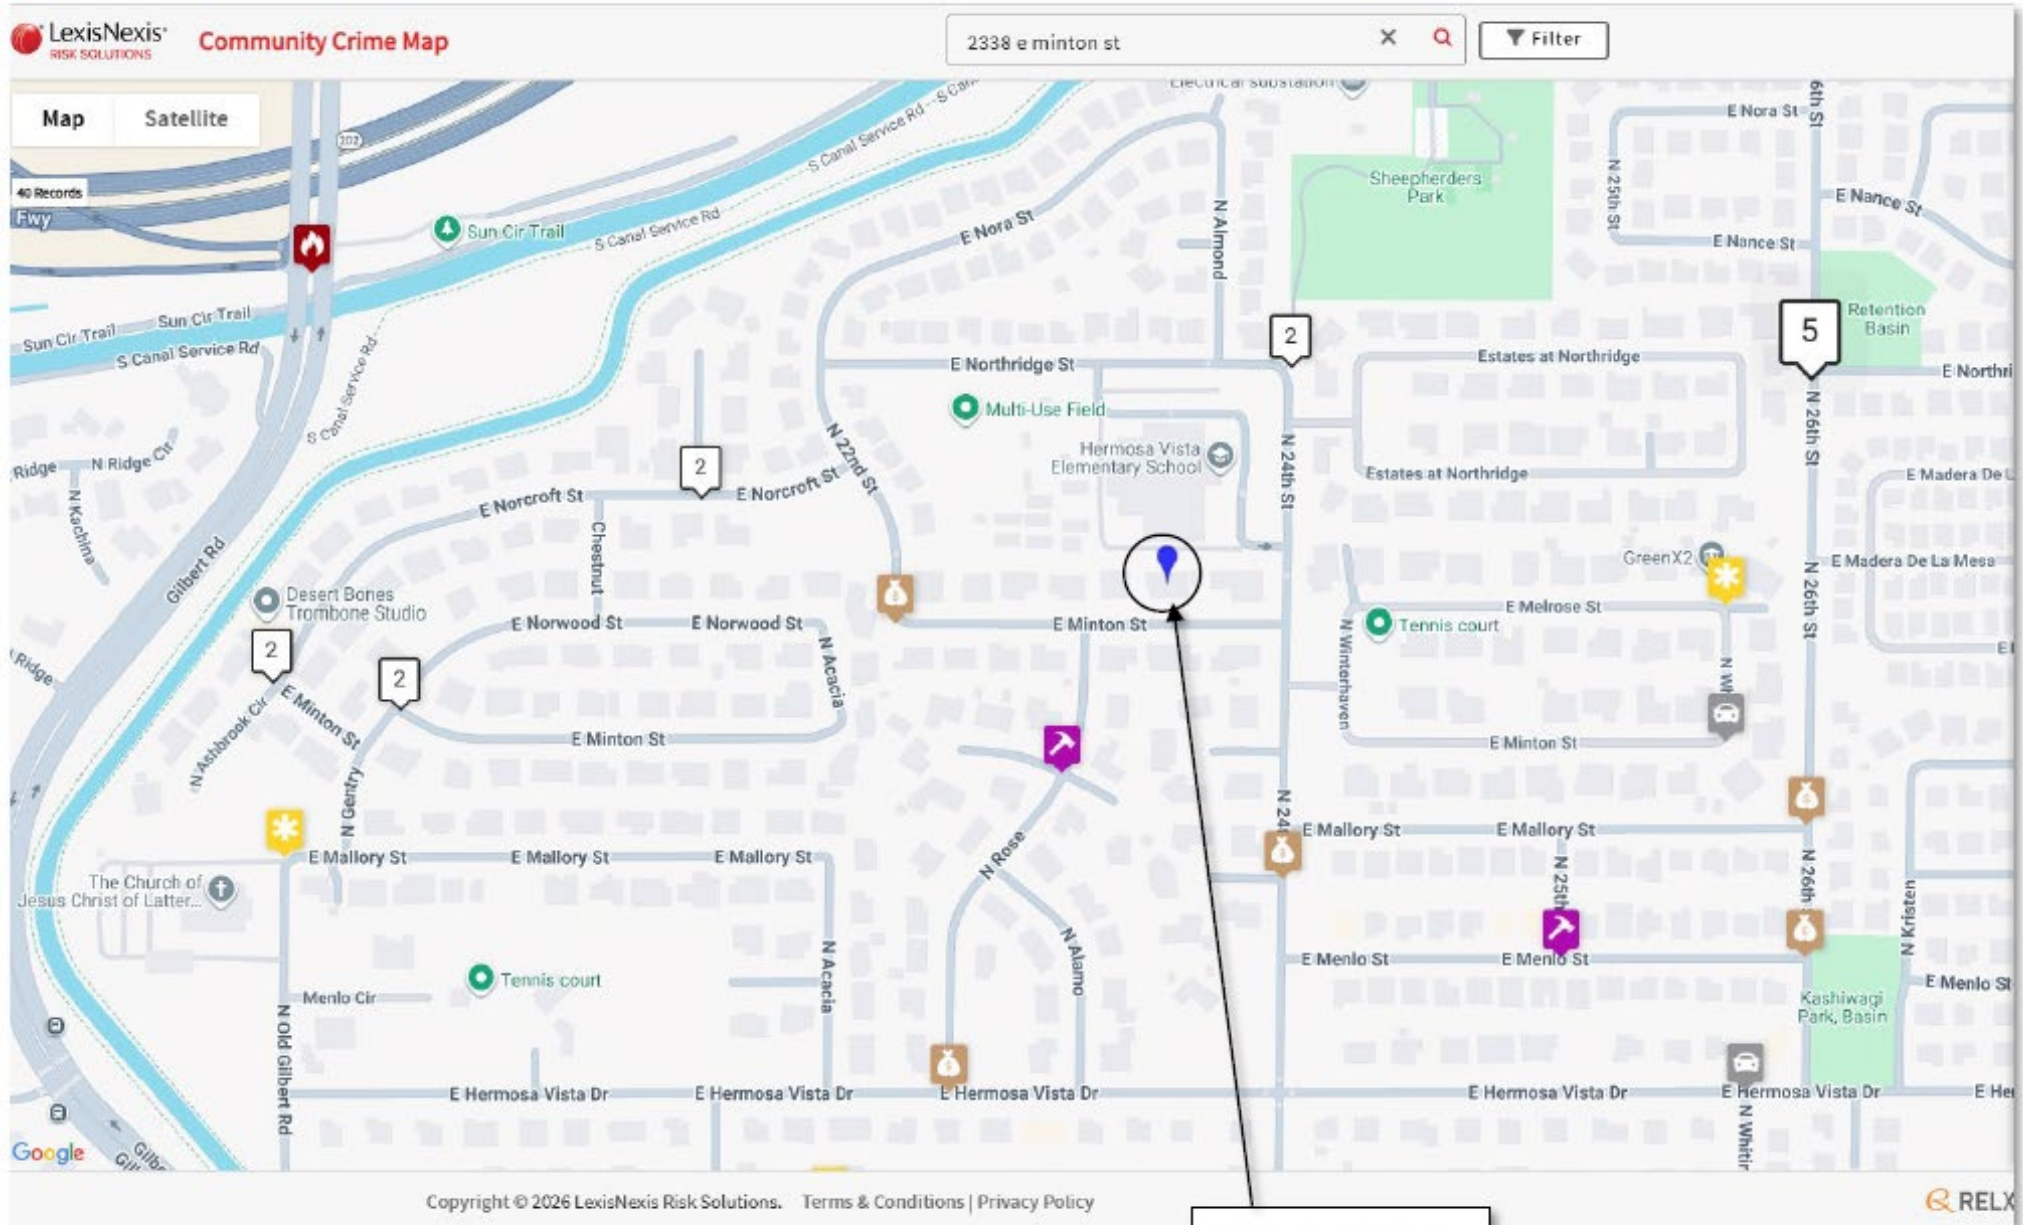 LexisNexis®
RISK SOLUTIONS
Community Crime Map
2338 e minton st
Filter
Map
Satellite
40 Records
Fwy
202
Electrical substation
S Canal Service Rd
S Can
Sheepherders
Park
E Nora St
6th St
N 25th St
E Nance St
E Nance St
Sun Cir Trail
S Canal Service Rd
E Nora St
N Almond
Retention
Basin
Sun Cir Trail
Sun Cir Trail
S Canal Service Rd
S Canal Service Rd
2
5
E Northridge St
Estates at Northridge
E Northri
Multi-Use Field
N 22nd St
Hermosa Vista
Elementary School
N 24th St
N 26th St
Ridge
N Ridge Cir
N Kachina
2
E Norcroft St
E Norcroft St
Estates at Northridge
E Madera De L
Chestnut
Gilbert Rd
GreenX2
E Madera De La Mesa
Desert Bones
Trombone Studio
E Norwood St
E Norwood St
E Minton St
E Melrose St
Tennis court
N 26th St
N Winterhaven
N Acacia
N Wh
Ridge
2
2
N Ashbrook Cir
E Minton St
E Minton St
E Minton St
N Gentry
N 24t
E Mallory St
E Mallory St
E Mallory St
E Mallory St
E Mallory St
N Rose
N 25th
N 26th
N Kristen
The Church of
Jesus Christ of Latter...
N Acacia
N Alamo
E Menlo St
E Menlo St
E Menlo St
Tennis court
Menlo Cir
Kashiwagi
Park, Basin
N Old Gilbert Rd
E Hermosa Vista Dr
E Hermosa Vista Dr
E Hermosa Vista Dr
E Hermosa Vista Dr
E Hermosa Vista Dr
E He
N Whitin
Google
Gilbe
Copyright © 2026 LexisNexis Risk Solutions.
Terms & Conditions | Privacy Policy
RELX